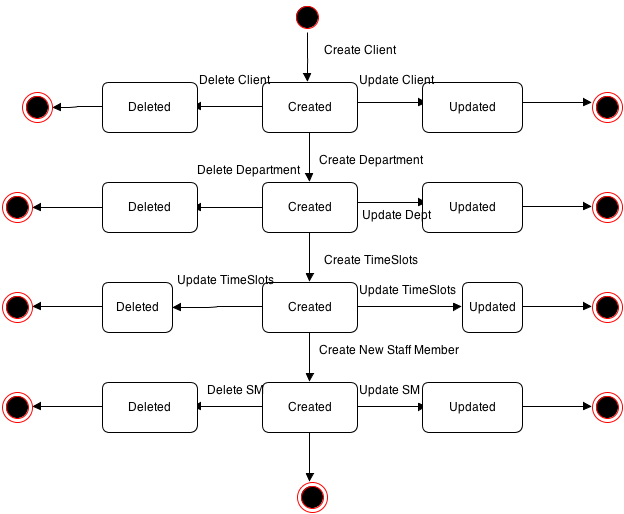 Create Client
Delete Client
Update Client
Deleted
Created
Updated
Create Department
Delete Department
Deleted
Created
Updated
Update Dept
Create TimeSlots
Update TimeSlots
Update TimeSlots
Deleted
Created
Updated
Create New Staff Member
Delete SM
Update SM
Deleted
Created
Updated